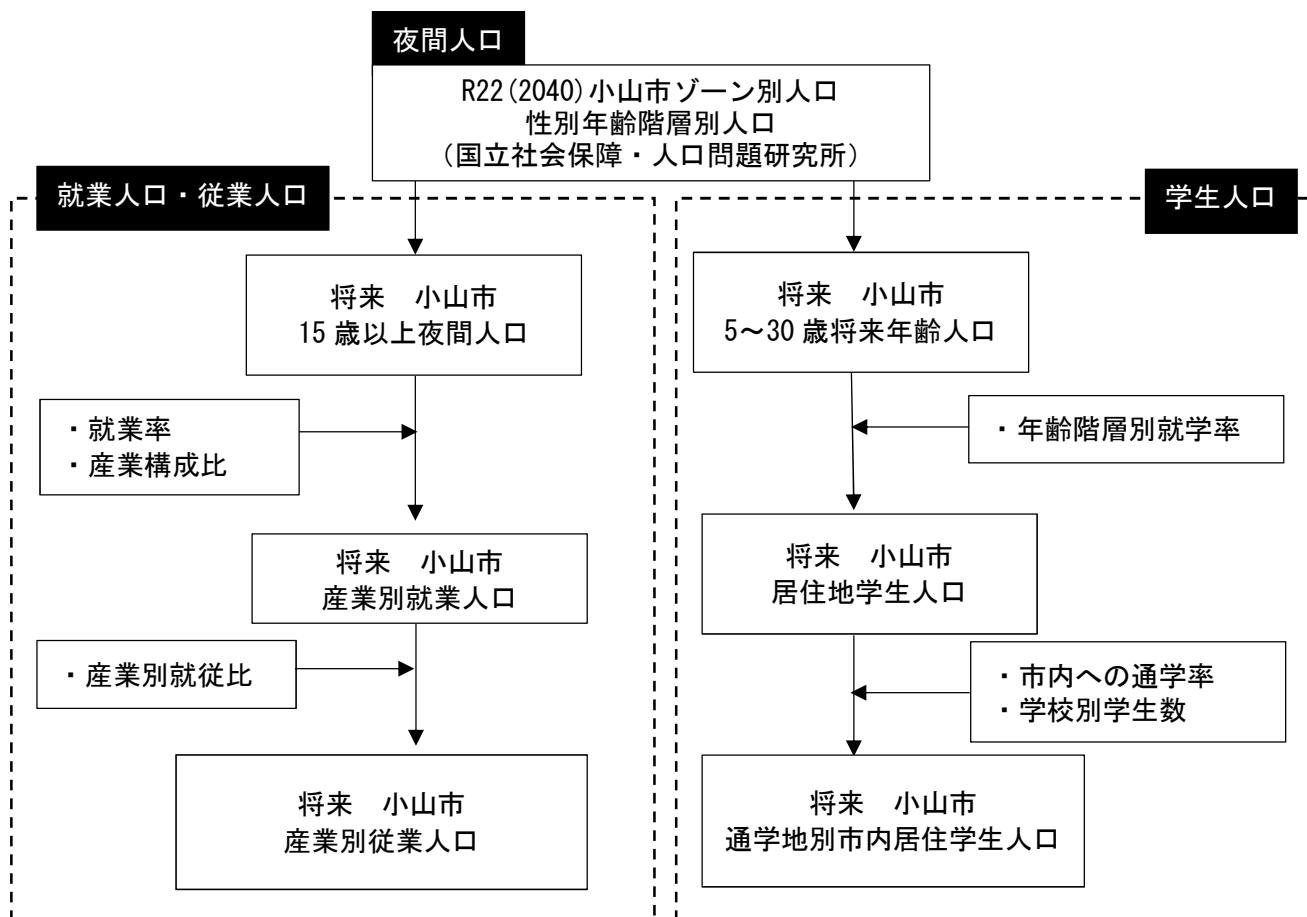 夜間人口
R22(2040)小山市ゾーン別人口
性別年齢階層別人口
（国立社会保障・人口問題研究所）
就業人口・従業人口
将来　小山市
15歳以上夜間人口
・就業率
・産業構成比
将来　小山市
産業別就業人口
・産業別就従比
将来　小山市
産業別従業人口
学生人口
将来　小山市
5～30歳将来年齢人口
・年齢階層別就学率
将来　小山市
居住地学生人口
・市内への通学率
・学校別学生数
将来　小山市
通学地別市内居住学生人口